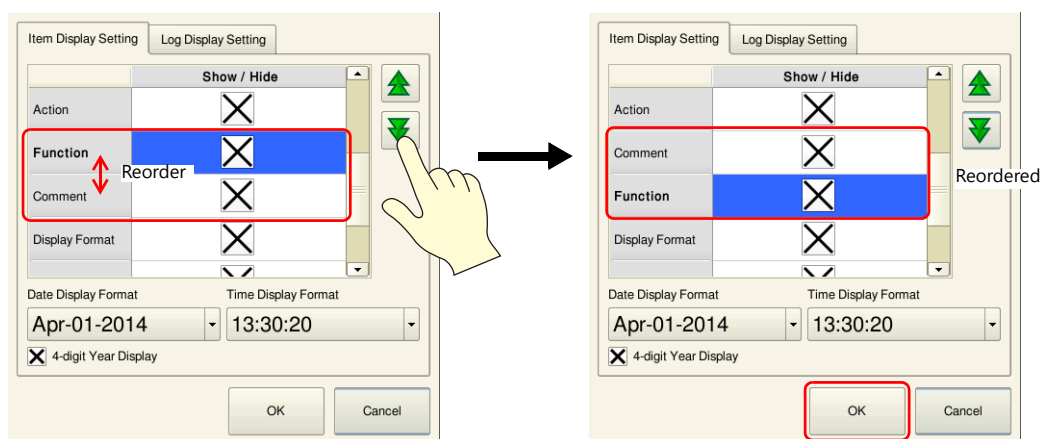 Item Display Setting Log Display Setting
Show / Hide
Action
Function
Reorder
Comment
Display Format
Date Display Format Time Display Format
Apr-01-2014 13:30:20
4-digit Year Display
OK Cancel
Item Display Setting Log Display Setting
Show / Hide
Action
Comment
Reordered
Function
Display Format
Date Display Format Time Display Format
Apr-01-2014 13:30:20
4-digit Year Display
OK Cancel